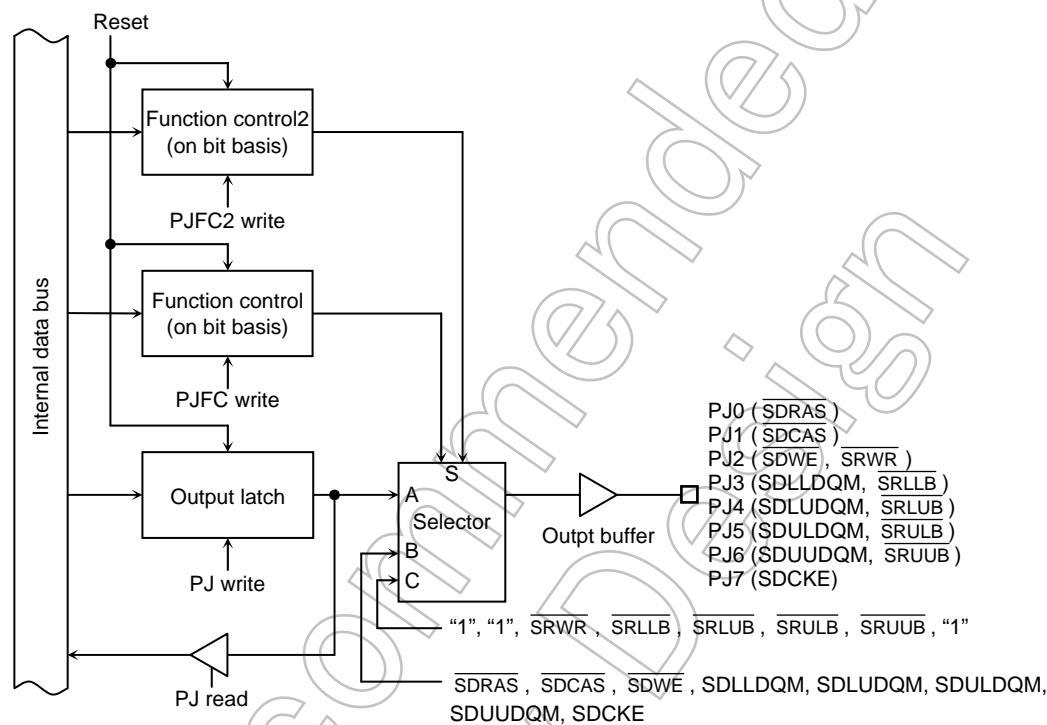 Reset
Function control2
(on bit basis)
PJFC2 write
Internal data bus
Function control
(on bit basis)
PJFC write
Output latch
PJ write
PJ read
S
A
Selector
B
C
Outpt buffer
PJ0 (SDRAS)
PJ1 (SDCAS)
PJ2 (SDWE, SRWR)
PJ3 (SDLLDQM, SRLLB)
PJ4 (SDLUDQM, SRLUB)
PJ5 (SDULDQM, SRULB)
PJ6 (SDUUDQM, SRUUB)
PJ7 (SDCKE)
“1”, “1”, SRWR, SRLLB, SRLUB, SRULB, SRUUB, “1”
SDRAS, SDCAS, SDWE, SDLLDQM, SDLUDQM, SDULDQM,
SDUUDQM, SDCKE
commended
Design